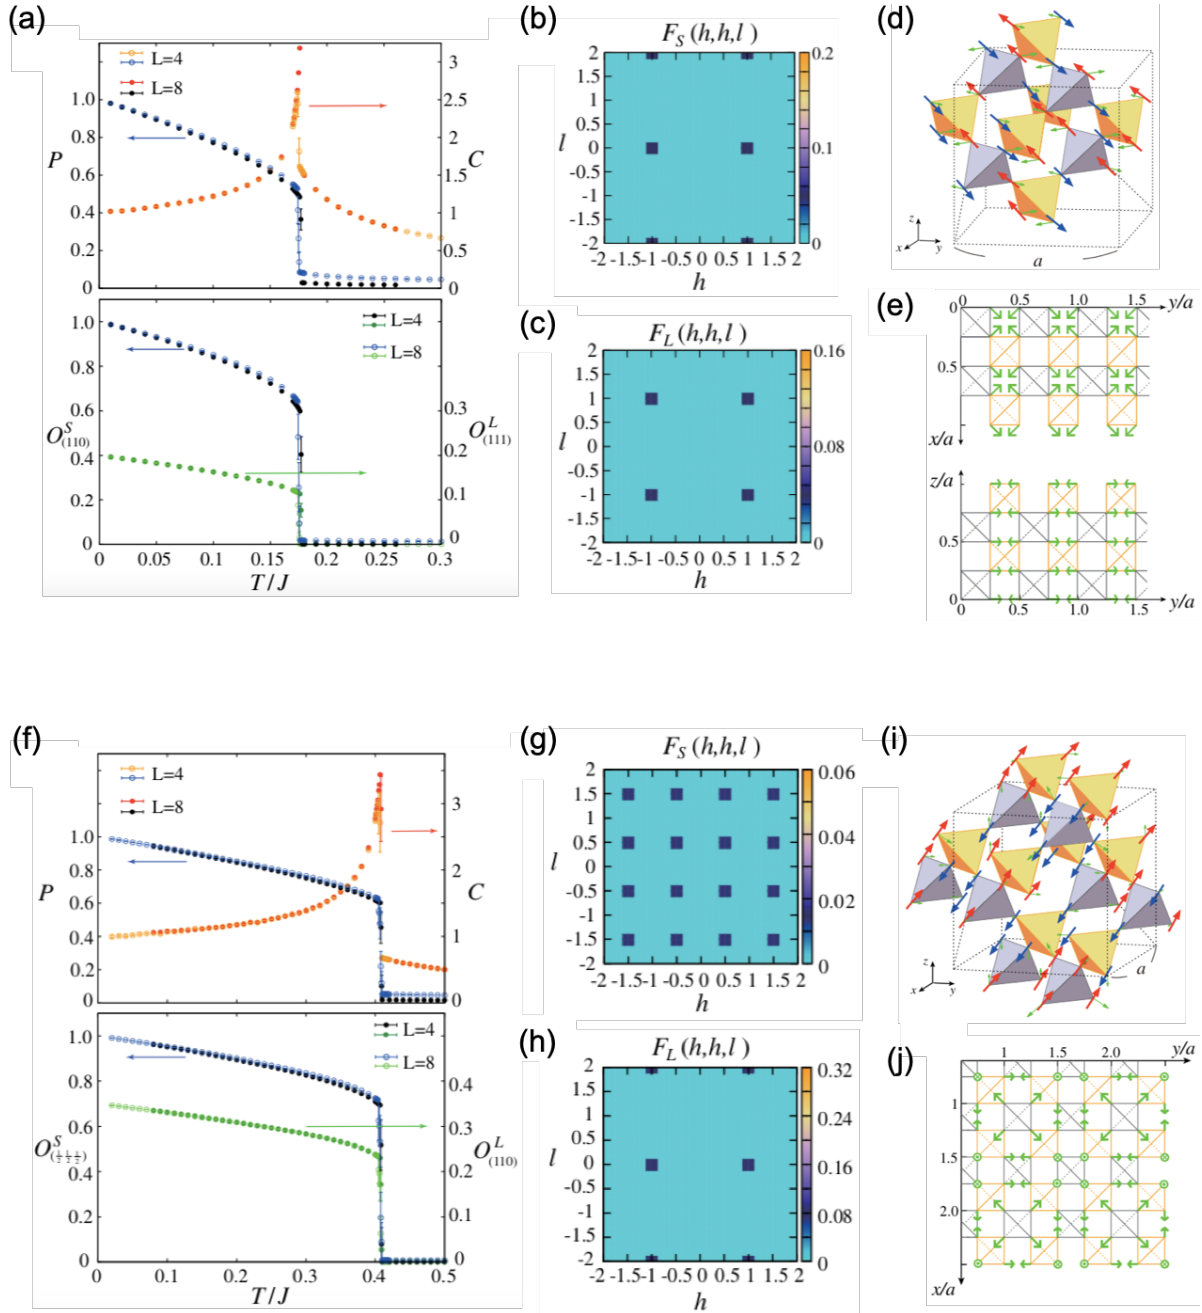 (a)
L=4
L=8
1.0
0.8
0.6
0.4
0.2
0
P
3
2.5
2
1.5
1
0.5
0
C
L=4
L=8
1.0
0.8
0.6
0.4
0.2
0
O^S_(110)
0.3
0.2
0.1
0
O^L_(111)
0 0.05 0.1 0.15 0.2 0.25 0.3
T/J
(b)
F_S(h,h,l)
2
1.5
1
0.5
0
-0.5
-1
-1.5
-2
l
-2 -1.5 -1 -0.5 0 0.5 1 1.5 2
h
0.2
0.1
0
(c)
F_L(h,h,l)
2
1.5
1
0.5
0
-0.5
-1
-1.5
-2
l
-2 -1.5 -1 -0.5 0 0.5 1 1.5 2
h
0.16
0.08
0
(d)
z
x y
a
(e)
0 0.5 1.0 1.5 y/a
0
0.5
x/a
z/a
0.5
0
0 0.5 1.0 1.5 y/a
(f)
L=4
L=8
1.0
0.8
0.6
0.4
0.2
0
P
3
2
1
0
C
L=4
L=8
1.0
0.8
0.6
0.4
0.2
0
O^S_(½½½)
0.4
0.3
0.2
0.1
0
O^L_(110)
0 0.1 0.2 0.3 0.4 0.5
T/J
(g)
F_S(h,h,l)
2
1.5
1
0.5
0
-0.5
-1
-1.5
-2
l
-2 -1.5 -1 -0.5 0 0.5 1 1.5 2
h
0.06
0.04
0.02
0
(h)
F_L(h,h,l)
2
1.5
1
0.5
0
-0.5
-1
-1.5
-2
l
-2 -1.5 -1 -0.5 0 0.5 1 1.5 2
h
0.32
0.24
0.16
0.08
0
(i)
z
x y
a
(j)
1 1.5 2.0 y/a
1
1.5
2.0
x/a